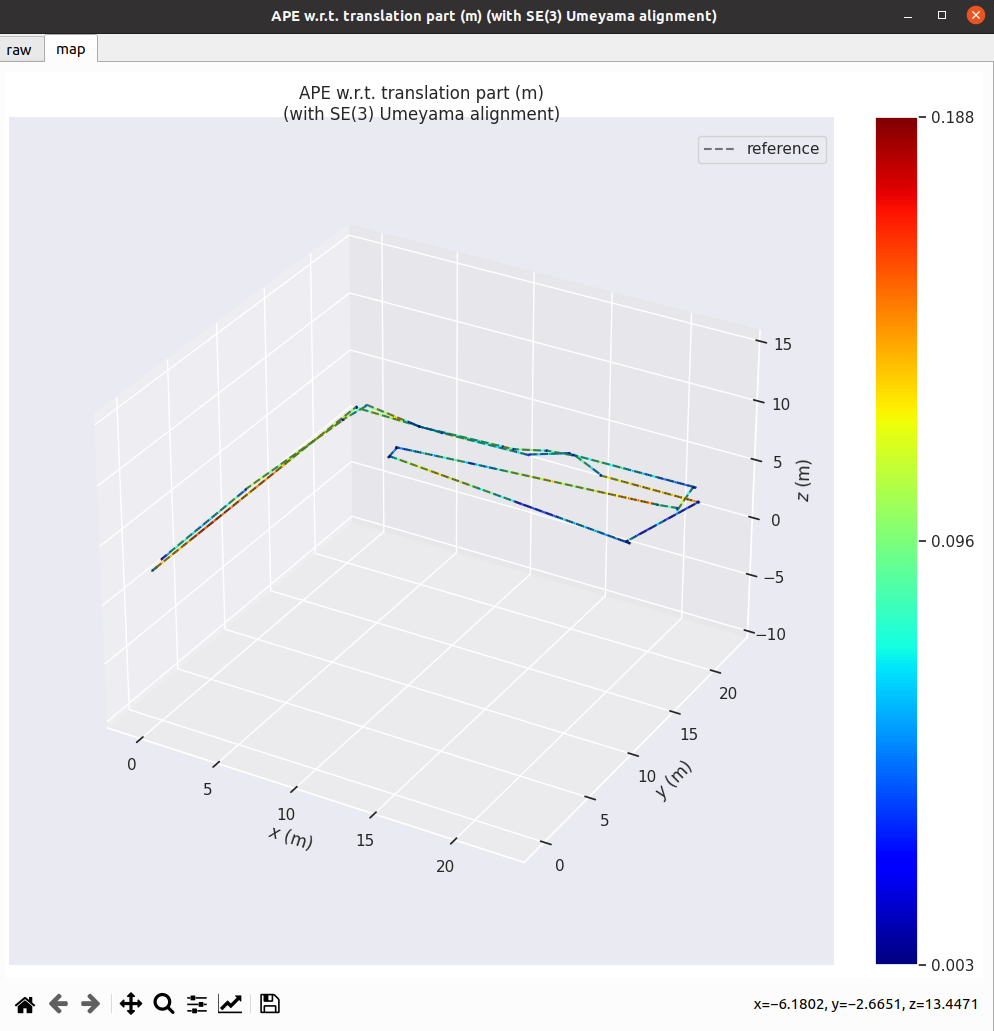 APE w.r.t. translation part (m) (with SE(3) Umeyama alignment)
raw map
APE w.r.t. translation part (m)
(with SE(3) Umeyama alignment)
reference
0.188
0.096
0.003
15
10
5
0
−5
−10
z (m)
20
15
10
5
0
y (m)
0
5
10
15
20
x (m)
x=−6.1802, y=−2.6651, z=13.4471